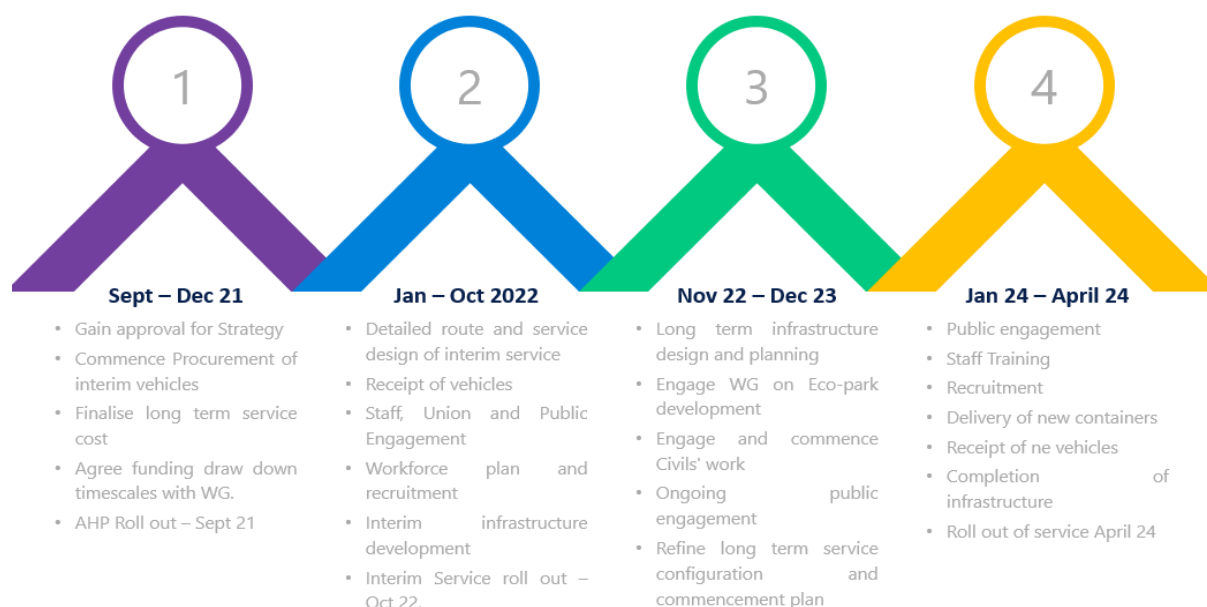 1
2
3
4
Sept – Dec 21
• Gain approval for Strategy
• Commence Procurement of
interim vehicles
• Finalise long term service
cost
• Agree funding draw down
timescales with WG.
• AHP Roll out – Sept 21
Jan – Oct 2022
• Detailed route and service
design of interim service
• Receipt of vehicles
• Staff, Union and Public
Engagement
• Workforce plan and
recruitment
• Interim infrastructure
development
• Interim Service roll out –
Oct 22.
Nov 22 – Dec 23
• Long term infrastructure
design and planning
• Engage WG on Eco-park
development
• Engage and commence
Civils' work
• Ongoing public
engagement
• Refine long term service
configuration and
commencement plan
Jan 24 – April 24
• Public engagement
• Staff Training
• Recruitment
• Delivery of new containers
• Receipt of ne vehicles
• Completion of
infrastructure
• Roll out of service April 24